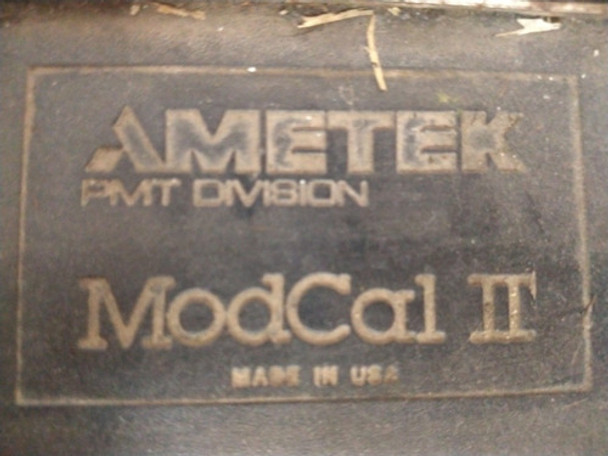 AMETEK
PMT DIVISION
ModCal II
MADE IN USA